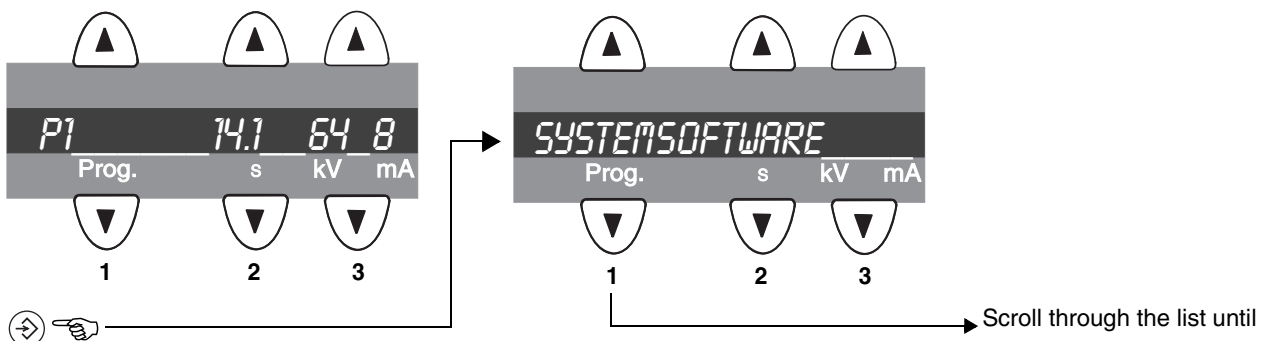 P1 14.1 64 8
Prog. s kV mA
1 2 3
SYSTEMSOFTWARE
Prog. s kV mA
1 2 3
Scroll through the list until